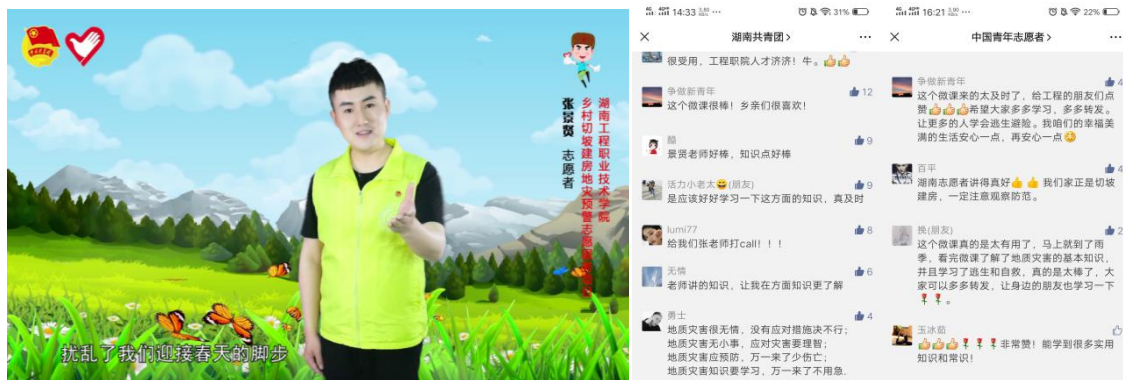 湖南工程职业技术学院
乡村切坡建房地灾预警志愿
张景贤 志愿者
扰乱了我们迎接春天的脚步
14:33
31%
湖南共青团>
很受用，工程职院人才济济！牛。👍👍
争做新青年
12
这个微课很棒！乡亲们很喜欢！
9
景贤老师好棒，知识点好棒
活力小老太😄(朋友)
9
是应该好好学习一下这方面的知识，真及时
lumi77
8
给我们张老师打call！！！
无情
6
老师讲的知识，让我在方面知识更了解
勇士
4
地质灾害很无情，没有应对措施决不行；
地质灾害无小事，应对灾害要理智；
地质灾害应预防，万一来了少伤亡；
地质灾害知识要学习，万一来了不用急.
16:21
22%
中国青年志愿者>
争做新青年
4
这个微课来的太及时了，给工程的朋友们点
赞👍👍👍希望大家多多学习，多多转发。
让更多的人学会逃生避险。我咱们的幸福美
满的生活安心一点，再安心一点😊
百平
4
湖南志愿者讲得真好👍👍我们家正是切坡
建房，一定注意观察防范。
挽(朋友)
2
这个微课真的是太有用了，马上就到了雨
季，看完微课了解了地质灾害的基本知识，
并且学习了逃生和自救，真的是太棒了，大
家可以多多转发，让身边的朋友也学习一下
🌹🌹。
玉冰茹
👍👍👍🌹🌹🌹非常赞！能学到很多实用
知识和常识！